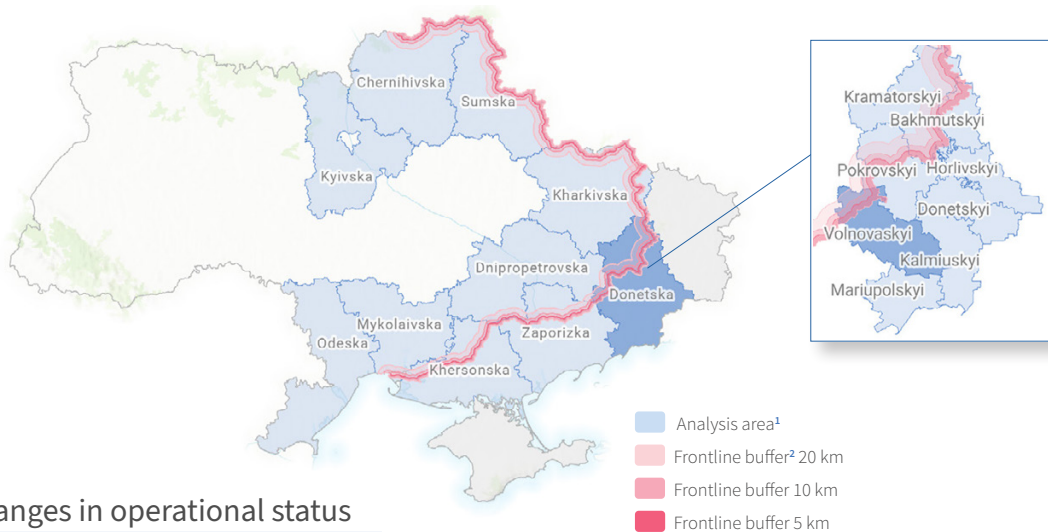 Chernihivska
Sumska
Kyivska
Kharkivska
Dnipropetrovska
Donetska
Mykolaivska
Zaporizka
Odeska
Khersonska
Kramatorskyi
Bakhmutskyi
Pokrovskyi
Horlivskyi
Donetskyi
Volnovaskyi
Kalmiuskyi
Mariupolskyi
Analysis area¹
Frontline buffer² 20 km
Frontline buffer 10 km
Frontline buffer 5 km
anges in operational status